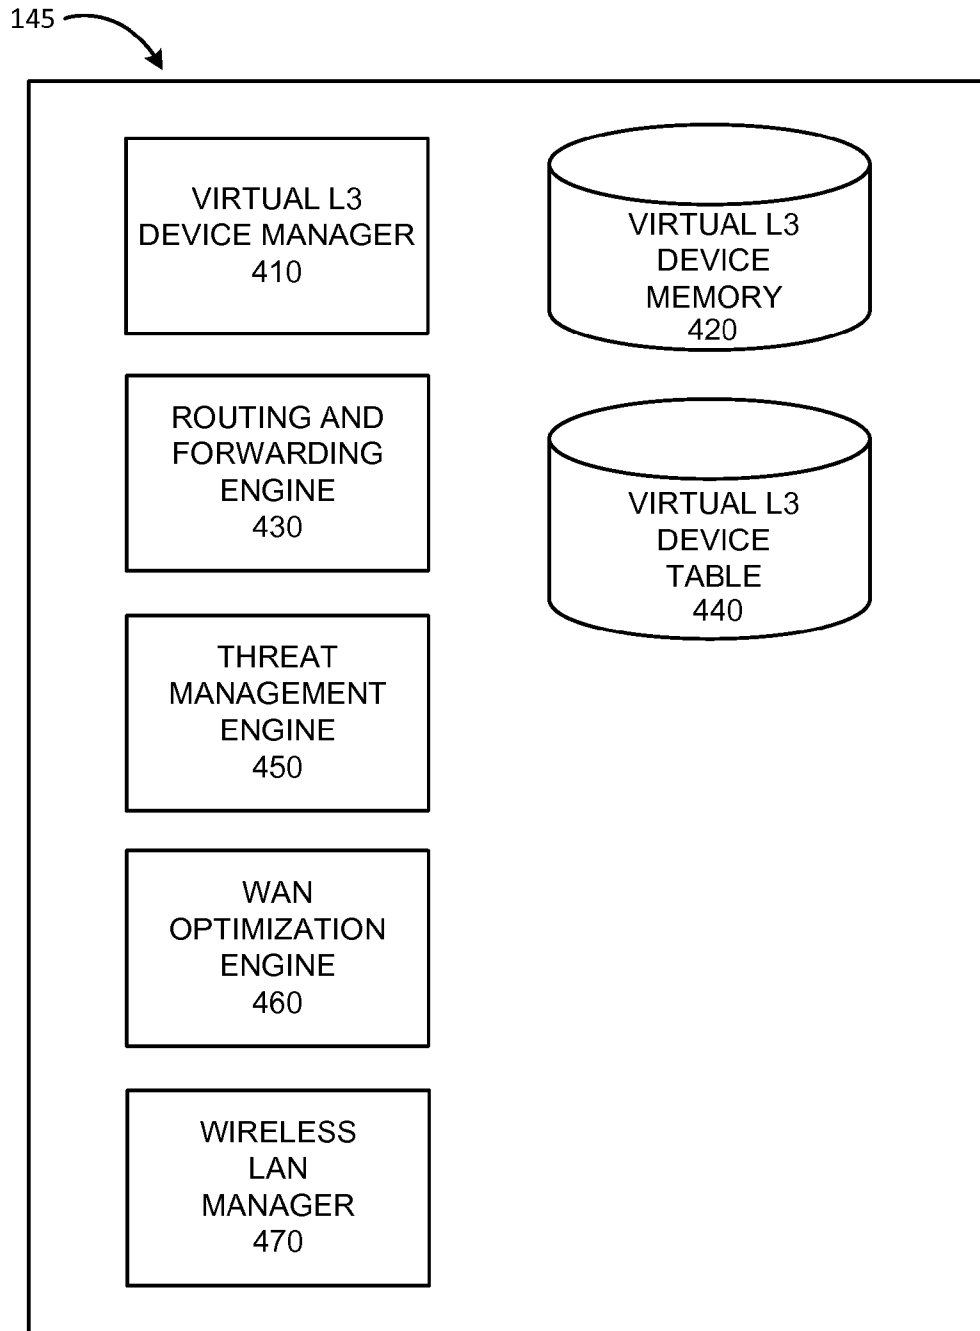 145
VIRTUAL L3
DEVICE MANAGER
410
VIRTUAL L3
DEVICE
MEMORY
420
ROUTING AND
FORWARDING
ENGINE
430
VIRTUAL L3
DEVICE
TABLE
440
THREAT
MANAGEMENT
ENGINE
450
WAN
OPTIMIZATION
ENGINE
460
WIRELESS
LAN
MANAGER
470